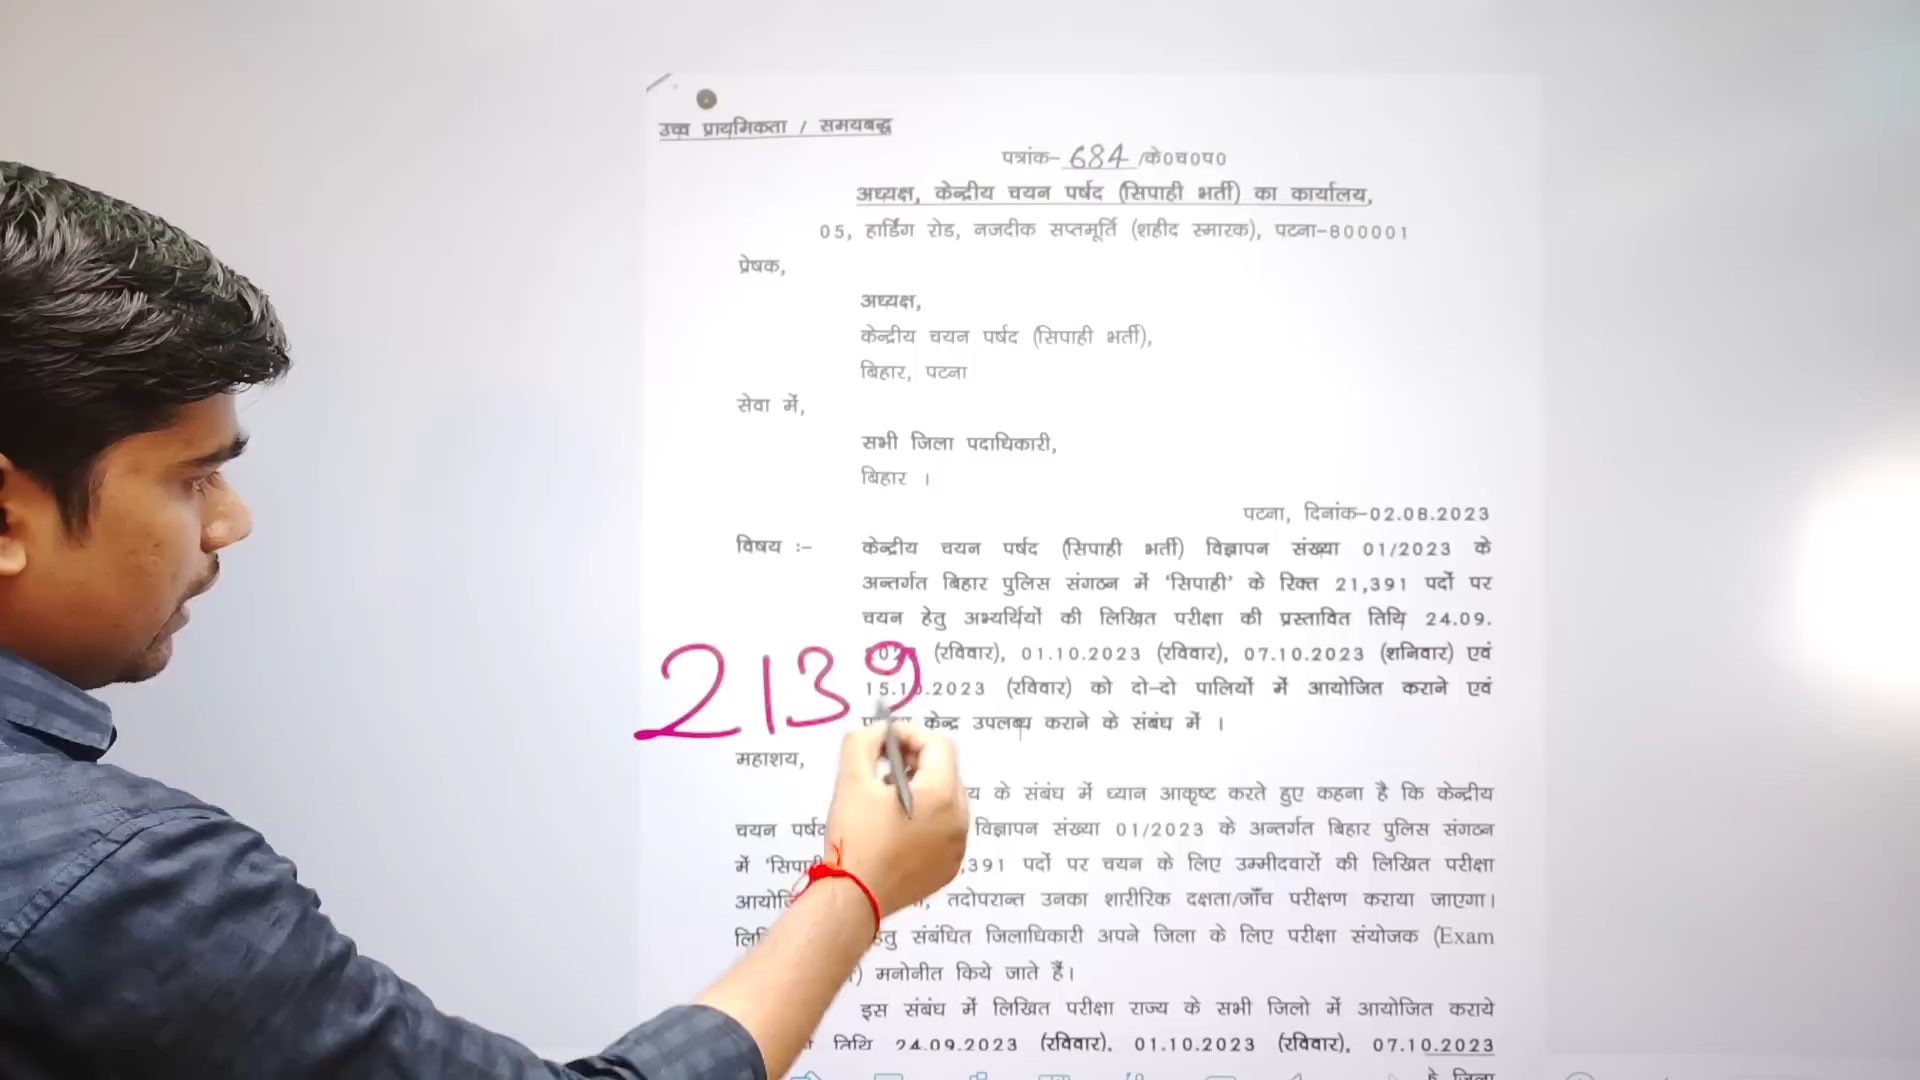 उच्च प्राथमिकता / समयबद्ध
पत्रांक-684/के०च०प०
अध्यक्ष, केन्द्रीय चयन पर्षद (सिपाही भर्ती) का कार्यालय,
05, हार्डिंग रोड, नजदीक सप्तमूर्ति (शहीद स्मारक), पटना-800001
प्रेषक,
अध्यक्ष,
केन्द्रीय चयन पर्षद (सिपाही भर्ती),
बिहार, पटना
सेवा में,
सभी जिला पदाधिकारी,
बिहार ।
पटना, दिनांक-02.08.2023
विषय :- केन्द्रीय चयन पर्षद (सिपाही भर्ती) विज्ञापन संख्या 01/2023 के
अन्तर्गत बिहार पुलिस संगठन में ‘सिपाही’ के रिक्त 21,391 पदों पर
चयन हेतु अभ्यर्थियों की लिखित परीक्षा की प्रस्तावित तिथि 24.09.
(रविवार), 01.10.2023 (रविवार), 07.10.2023 (शनिवार) एवं
2139
15.10.2023 (रविवार) को दो-दो पालियों में आयोजित कराने एवं
केन्द्र उपलब्ध कराने के संबंध में ।
महाशय,
के संबंध में ध्यान आकृष्ट करते हुए कहना है कि केन्द्रीय
चयन पर्षद विज्ञापन संख्या 01/2023 के अन्तर्गत बिहार पुलिस संगठन
में ‘सिपाही ,391 पदों पर चयन के लिए उम्मीदवारों की लिखित परीक्षा
तदोपरान्त उनका शारीरिक दक्षता/जाँच परीक्षण कराया जाएगा।
हेतु संबंधित जिलाधिकारी अपने जिला के लिए परीक्षा संयोजक (Exam
) मनोनीत किये जाते हैं।
इस संबंध में लिखित परीक्षा राज्य के सभी जिलो में आयोजित कराये
तिथि 24.09.2023 (रविवार), 01.10.2023 (रविवार), 07.10.2023
जिला